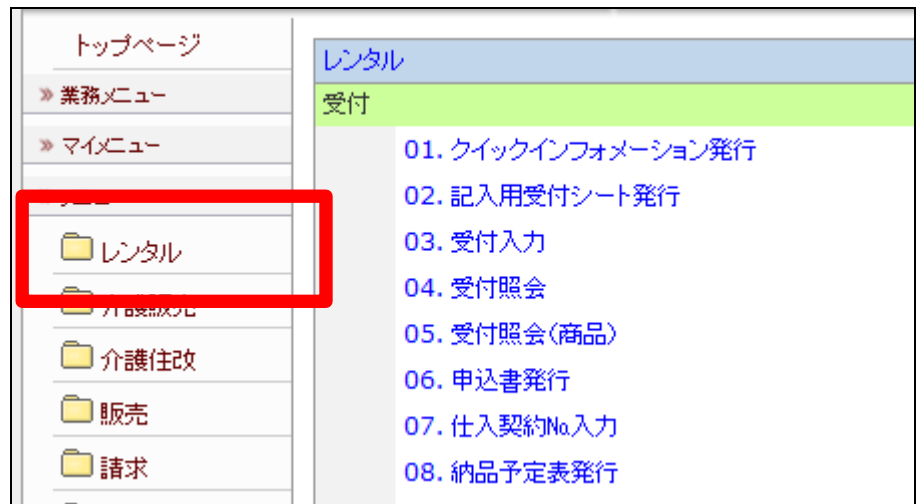 トップページ
» 業務メニュー
» マイメニュー
レンタル
介護住改
販売
請求
レンタル
受付
01. クイックインフォメーション発行
02. 記入用受付シート発行
03. 受付入力
04. 受付照会
05. 受付照会(商品)
06. 申込書発行
07. 仕入契約№入力
08. 納品予定表発行